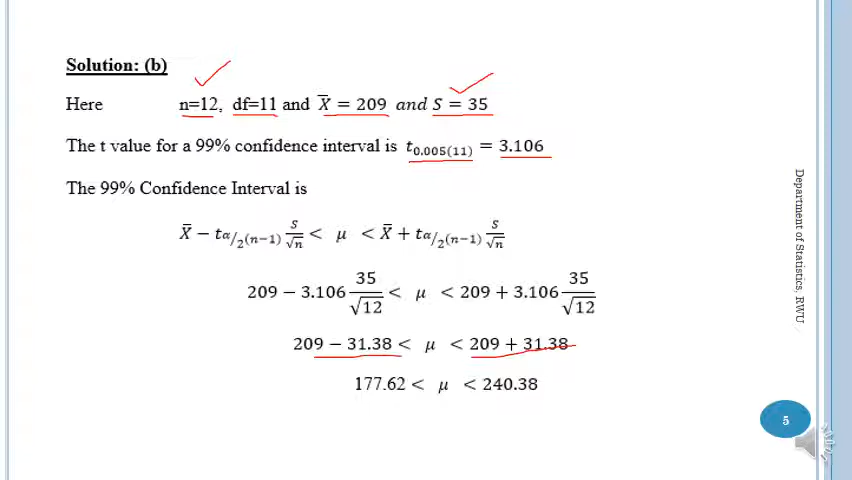 Solution: (b)
Here n=12, df=11 and X̅ = 209 and S = 35
The t value for a 99% confidence interval is t₀.₀₀₅₍₁₁₎ = 3.106
The 99% Confidence Interval is
X̅ − tα/₂(n−1) S/√n < μ < X̅ + tα/₂(n−1) S/√n
209 − 3.106 35/√12 < μ < 209 + 3.106 35/√12
209 − 31.38 < μ < 209 + 31.38
177.62 < μ < 240.38
Department of Statistics, RWU
5